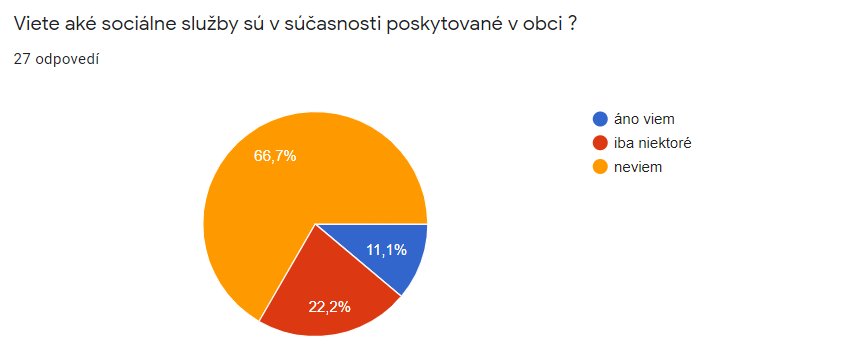 Viete aké sociálne služby sú v súčasnosti poskytované v obci ?
27 odpovedí
áno viem
iba niektoré
neviem
66,7%
11,1%
22,2%